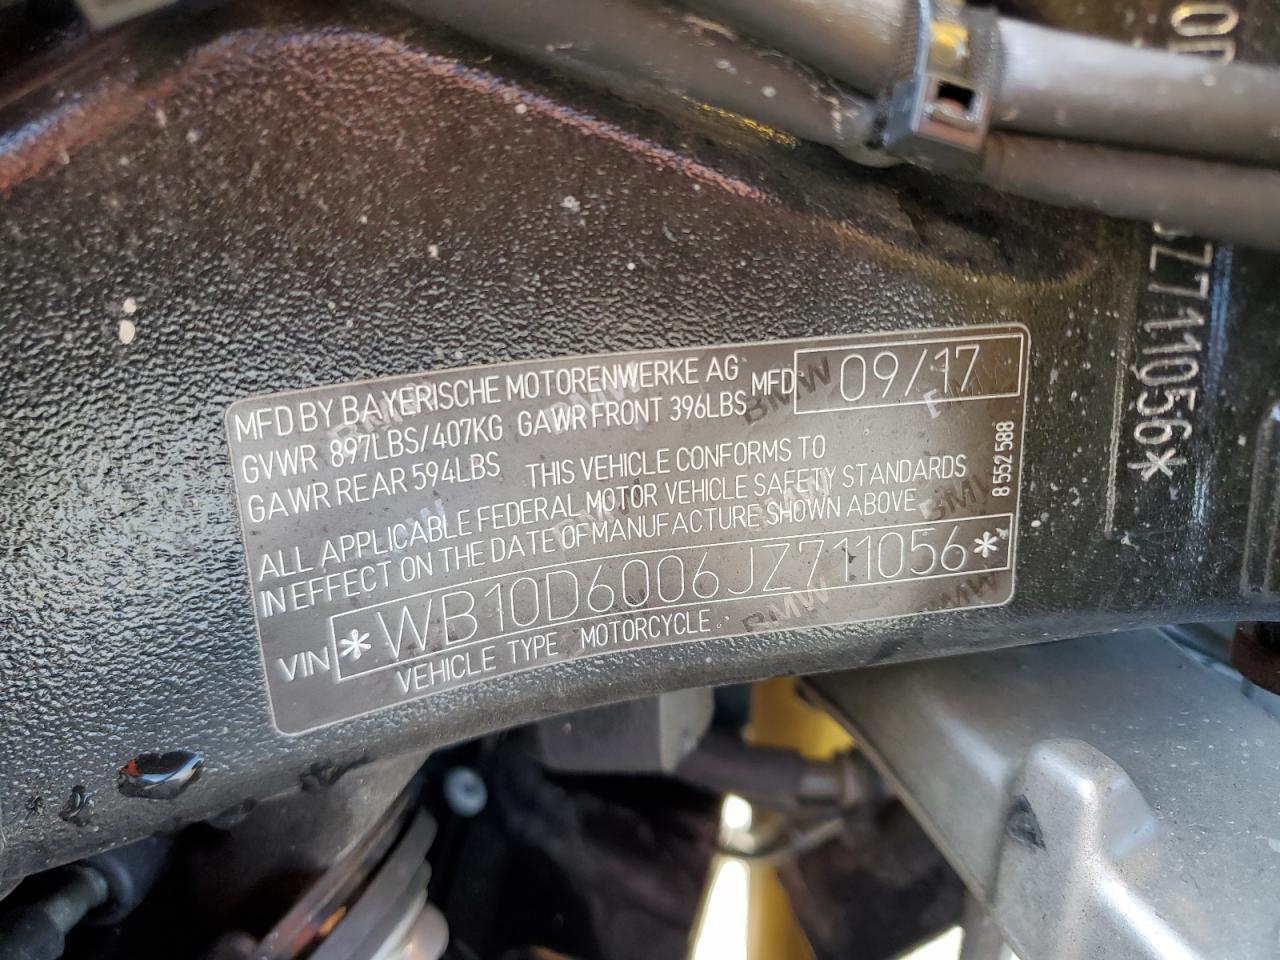 MFD BY BAYERISCHE MOTORENWERKE AG MFD 09/17
GVWR 897LBS/407KG GAWR FRONT 396LBS
GAWR REAR 594LBS THIS VEHICLE CONFORMS TO
ALL APPLICABLE FEDERAL MOTOR VEHICLE SAFETY STANDARDS
IN EFFECT ON THE DATE OF MANUFACTURE SHOWN ABOVE
VIN *WB10D6006JZ711056*
VEHICLE TYPE MOTORCYCLE
8 552 588
Z711056*
BMW